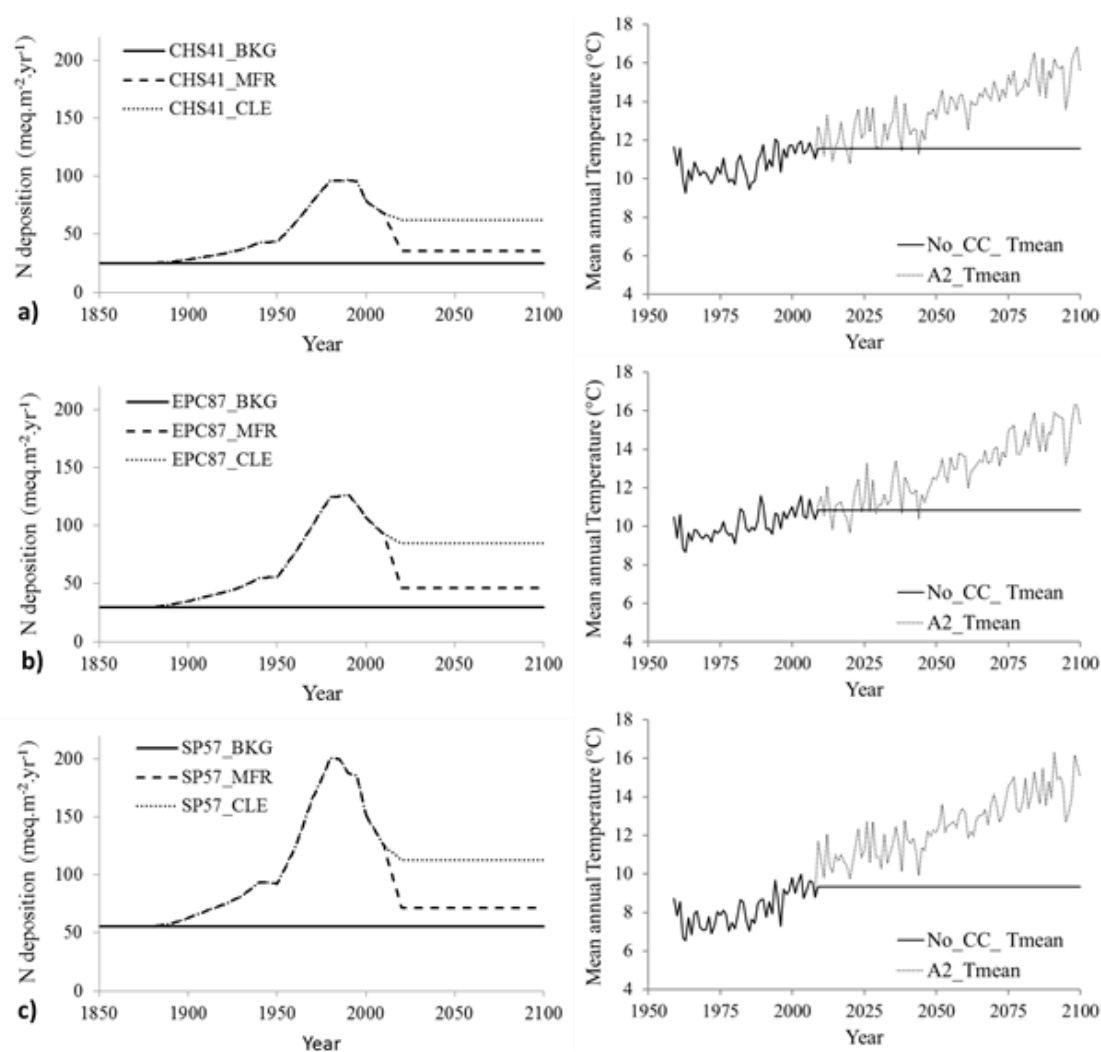 N deposition (meq.m-2.yr-1)
200
150
100
50
0
CHS41_BKG
CHS41_MFR
CHS41_CLE
1850 1900 1950 2000 2050 2100
Year
a)
Mean annual Temperature (°C)
18
16
14
12
10
8
6
4
No_CC_ Tmean
A2_Tmean
1950 1975 2000 2025 2050 2075 2100
Year
N deposition (meq.m-2.yr-1)
200
150
100
50
0
EPC87_BKG
EPC87_MFR
EPC87_CLE
1850 1900 1950 2000 2050 2100
Year
b)
Mean annual Temperature (°C)
18
16
14
12
10
8
6
4
No_CC_ Tmean
A2_Tmean
1950 1975 2000 2025 2050 2075 2100
Year
N deposition (meq.m-2.yr-1)
200
150
100
50
0
SP57_BKG
SP57_MFR
SP57_CLE
1850 1900 1950 2000 2050 2100
Year
c)
Mean annual Temperature (°C)
18
16
14
12
10
8
6
4
No_CC_ Tmean
A2_Tmean
1950 1975 2000 2025 2050 2075 2100
Year